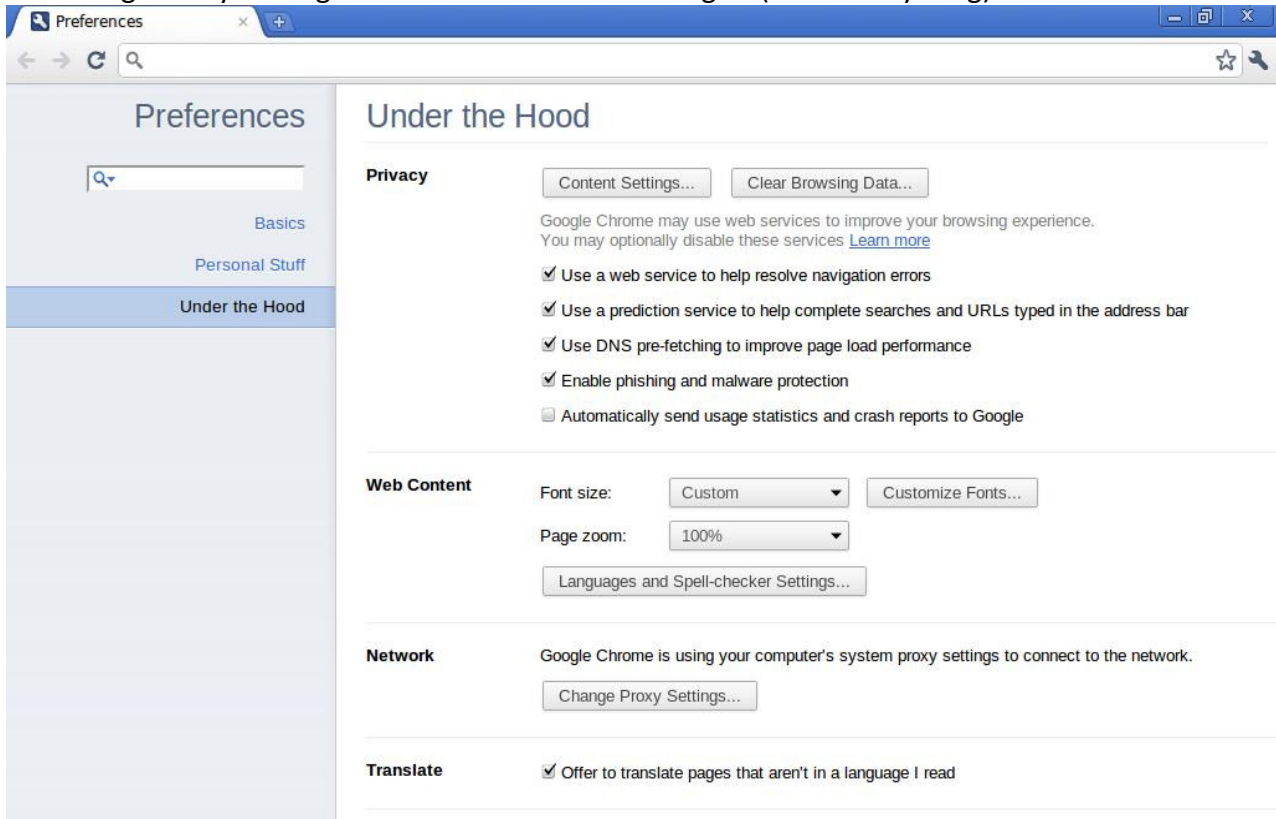 Preferences
Preferences
Under the Hood
Basics
Personal Stuff
Under the Hood
Privacy
Content Settings...
Clear Browsing Data...
Google Chrome may use web services to improve your browsing experience.
You may optionally disable these services Learn more
Use a web service to help resolve navigation errors
Use a prediction service to help complete searches and URLs typed in the address bar
Use DNS pre-fetching to improve page load performance
Enable phishing and malware protection
Automatically send usage statistics and crash reports to Google
Web Content
Font size:
Custom
Customize Fonts...
Page zoom:
100%
Languages and Spell-checker Settings...
Network
Google Chrome is using your computer's system proxy settings to connect to the network.
Change Proxy Settings...
Translate
Offer to translate pages that aren't in a language I read